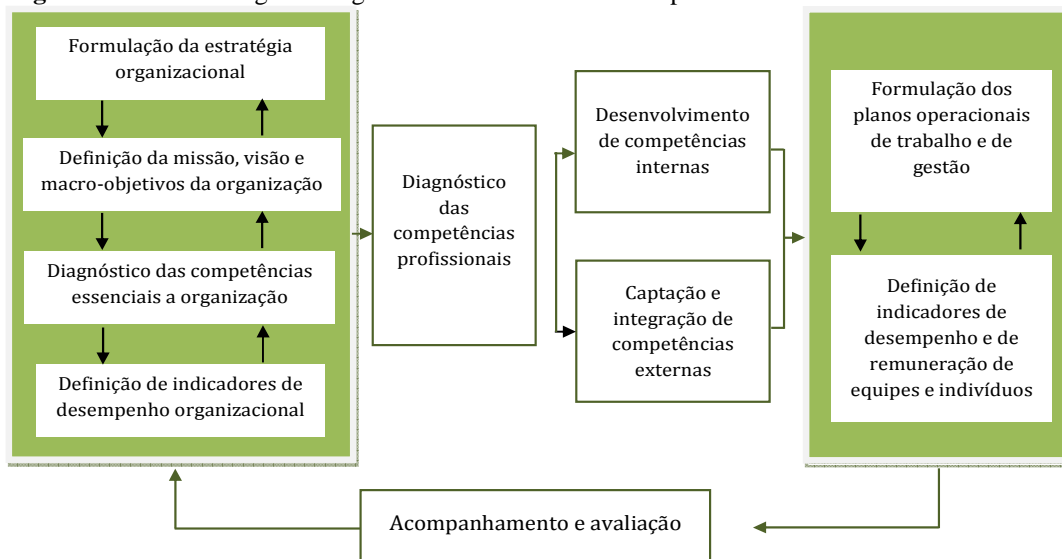 Formulação da estratégia
organizacional
Definição da missão, visão e
macro-objetivos da organização
Diagnóstico das competências
essenciais a organização
Definição de indicadores de
desempenho organizacional
Diagnóstico
das
competências
profissionais
Desenvolvimento
de competências
internas
Captação e
integração de
competências
externas
Formulação dos
planos operacionais
de trabalho e de
gestão
Definição de
indicadores de
desempenho e de
remuneração de
equipes e indivíduos
Acompanhamento e avaliação